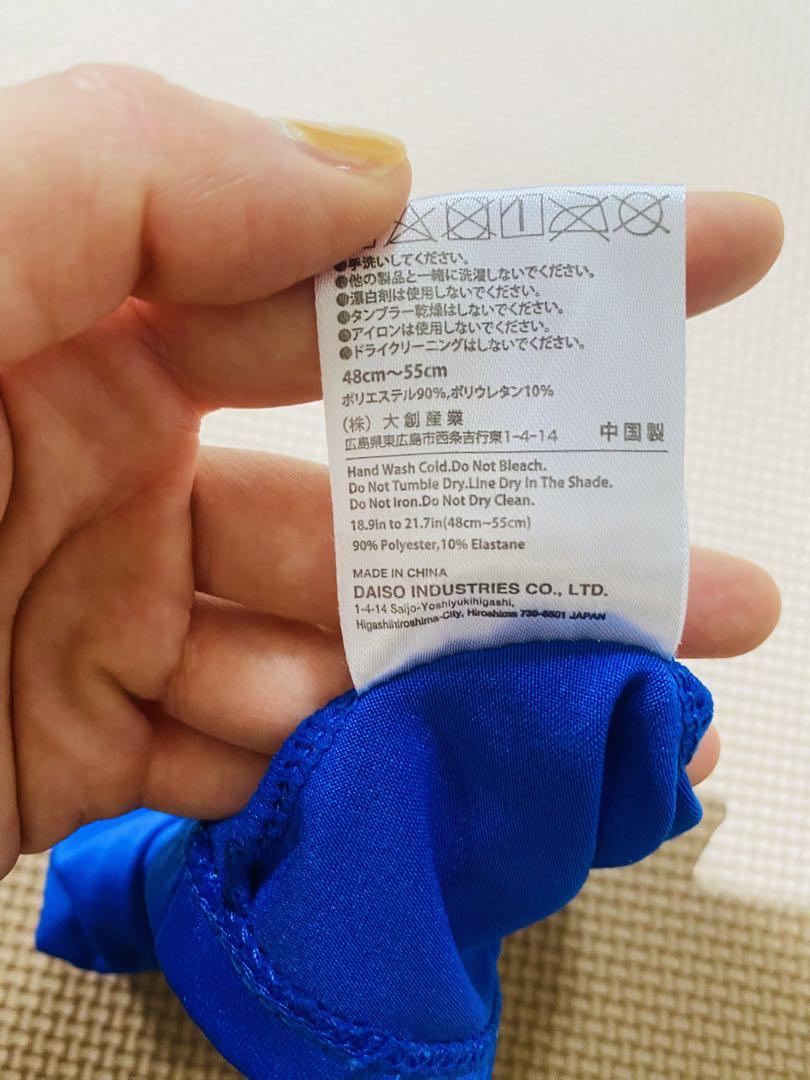 ●手洗いしてください。
●他の製品と一緒に洗濯しないでください。
●漂白剤は使用しないでください。
●タンブラー乾燥はしないでください。
●アイロンは使用しないでください。
●ドライクリーニングはしないでください。
48cm～55cm
ポリエステル90%,ポリウレタン10%
(株) 大創産業
広島県東広島市西条吉行東1-4-14 中国製
Hand Wash Cold.Do Not Bleach.
Do Not Tumble Dry.Line Dry In The Shade.
Do Not Iron.Do Not Dry Clean.
18.9in to 21.7in(48cm~55cm)
90% Polyester,10% Elastane
MADE IN CHINA
DAISO INDUSTRIES CO., LTD.
1-4-14 Saijo-Yoshiyukihigashi,
Higashihiroshima-City, Hiroshima 739-8501 JAPAN